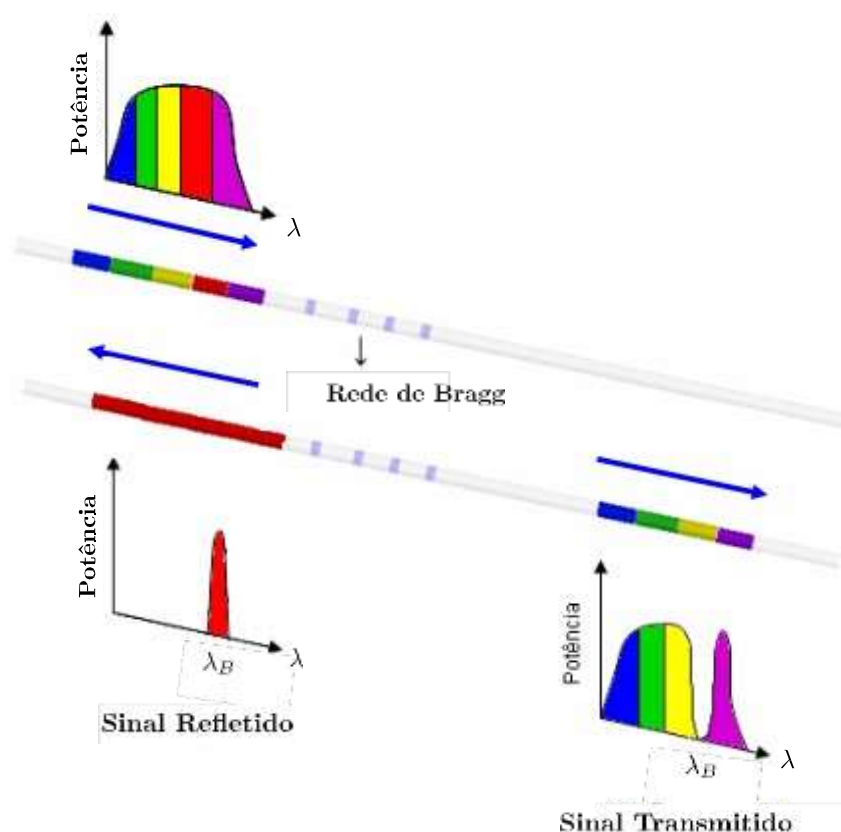 Potência
λ
Rede de Bragg
Potência
λ
λ_B
Sinal Refletido
Potência
λ
λ_B
Sinal Transmitido